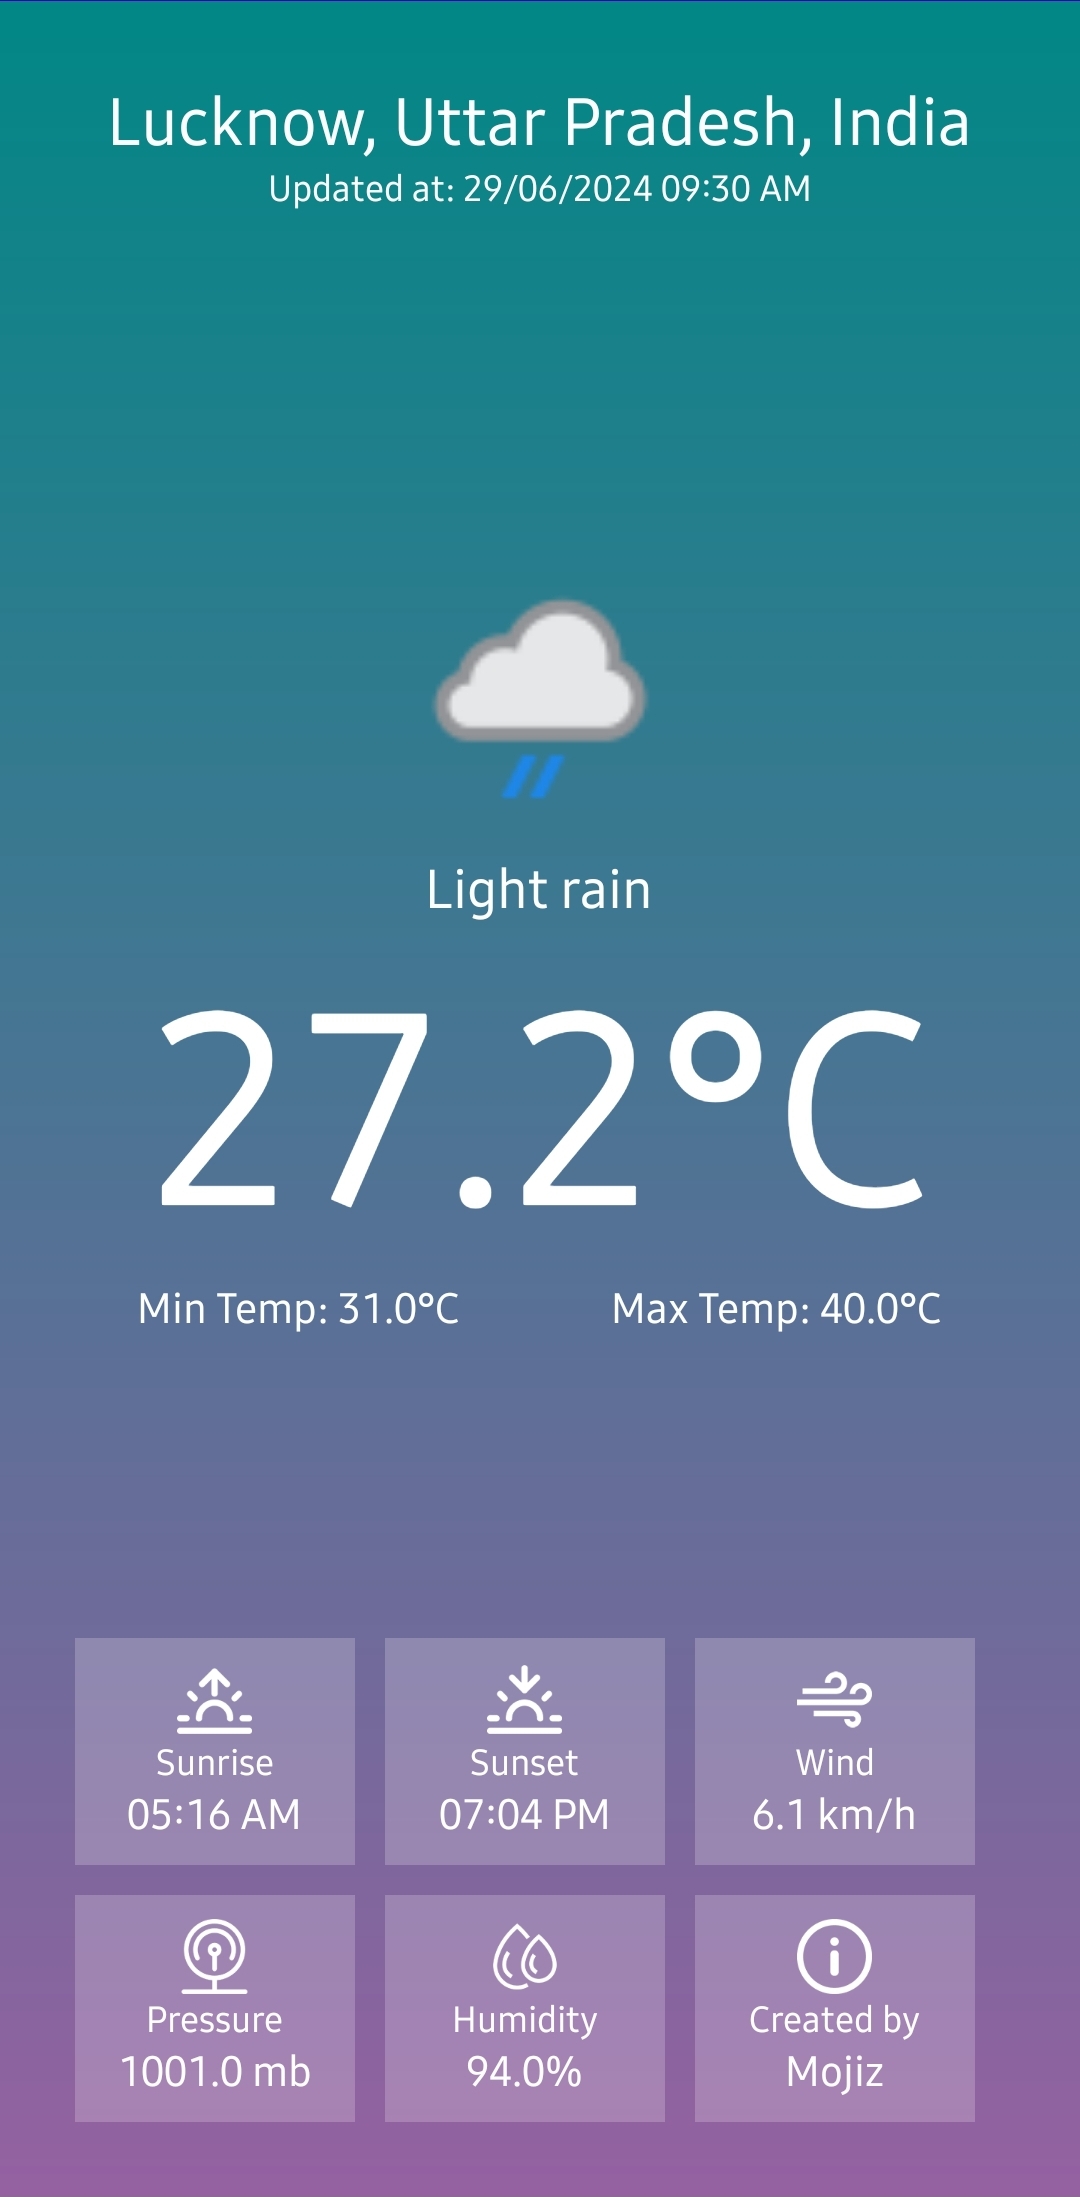 Lucknow, Uttar Pradesh, India
Updated at: 29/06/2024 09:30 AM
Light rain
27.2°C
Min Temp: 31.0°C
Max Temp: 40.0°C
Sunrise
05:16 AM
Sunset
07:04 PM
Wind
6.1 km/h
Pressure
1001.0 mb
Humidity
94.0%
Created by
Mojiz